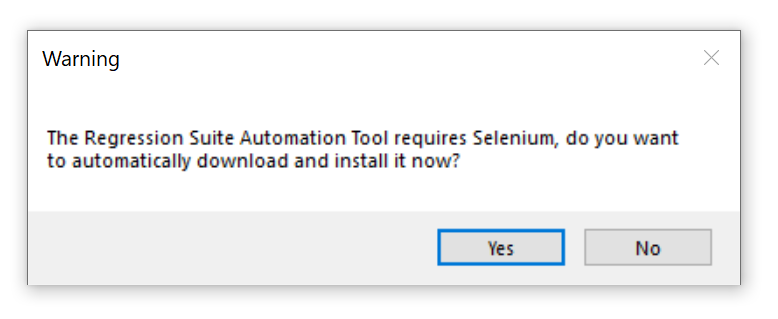 Warning
The Regression Suite Automation Tool requires Selenium, do you want
to automatically download and install it now?
Yes No